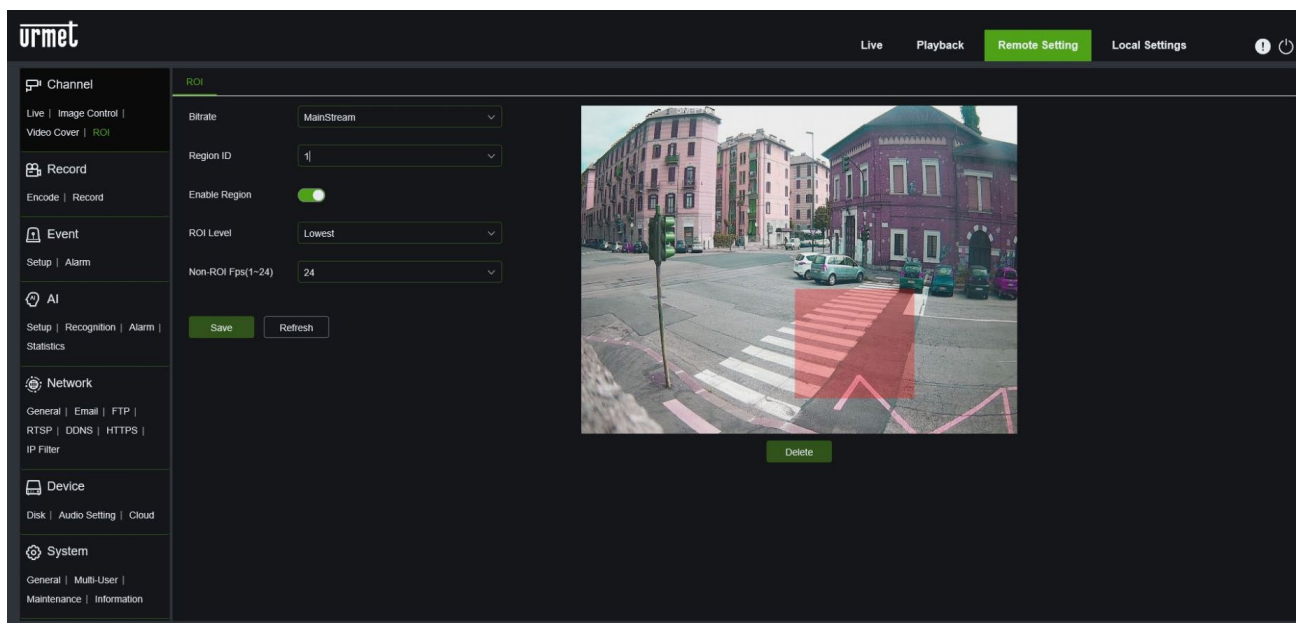 urmet
Live Playback Remote Setting Local Settings
Channel
Live | Image Control |
Video Cover | ROI
Record
Encode | Record
Event
Setup | Alarm
AI
Setup | Recognition | Alarm |
Statistics
Network
General | Email | FTP |
RTSP | DDNS | HTTPS |
IP Filter
Device
Disk | Audio Setting | Cloud
System
General | Multi-User |
Maintenance | Information
ROI
Bitrate MainStream
Region ID 1
Enable Region
ROI Level Lowest
Non-ROI Fps(1~24) 24
Save Refresh
Delete